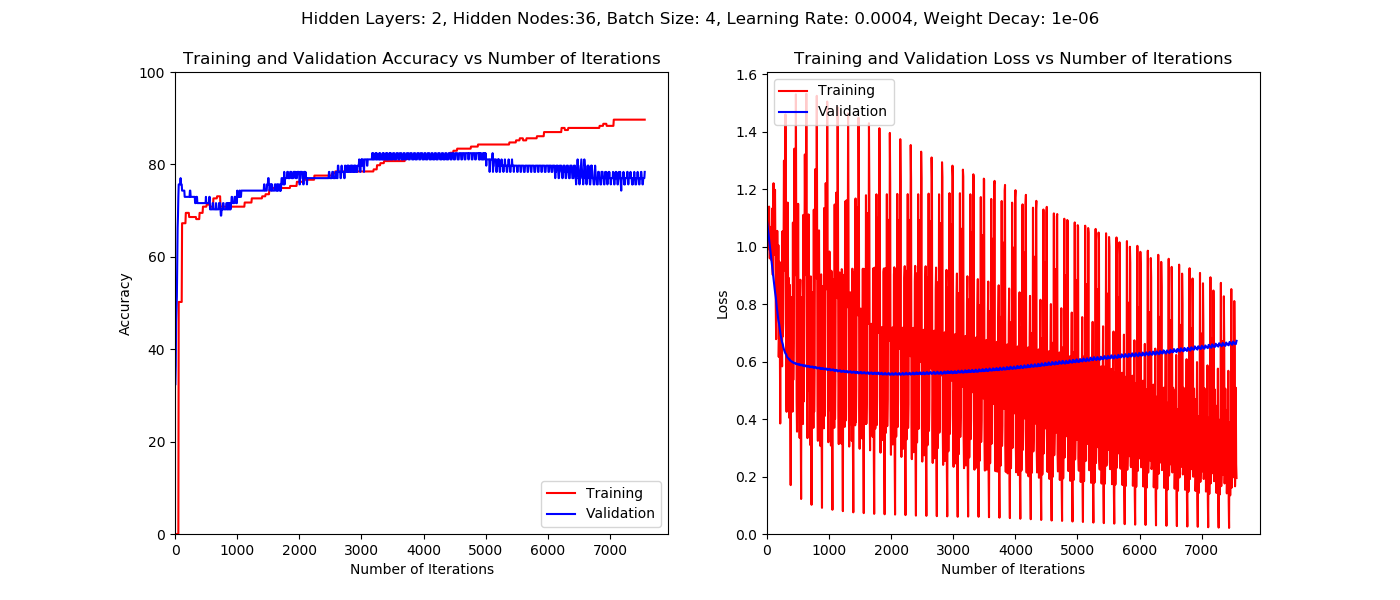 Hidden Layers: 2, Hidden Nodes:36, Batch Size: 4, Learning Rate: 0.0004, Weight Decay: 1e-06
Training and Validation Accuracy vs Number of Iterations
100
80
60
40
20
0
Accuracy
0 1000 2000 3000 4000 5000 6000 7000
Number of Iterations
Training
Validation
Training and Validation Loss vs Number of Iterations
1.6
1.4
1.2
1.0
0.8
0.6
0.4
0.2
0.0
Loss
0 1000 2000 3000 4000 5000 6000 7000
Number of Iterations
Training
Validation